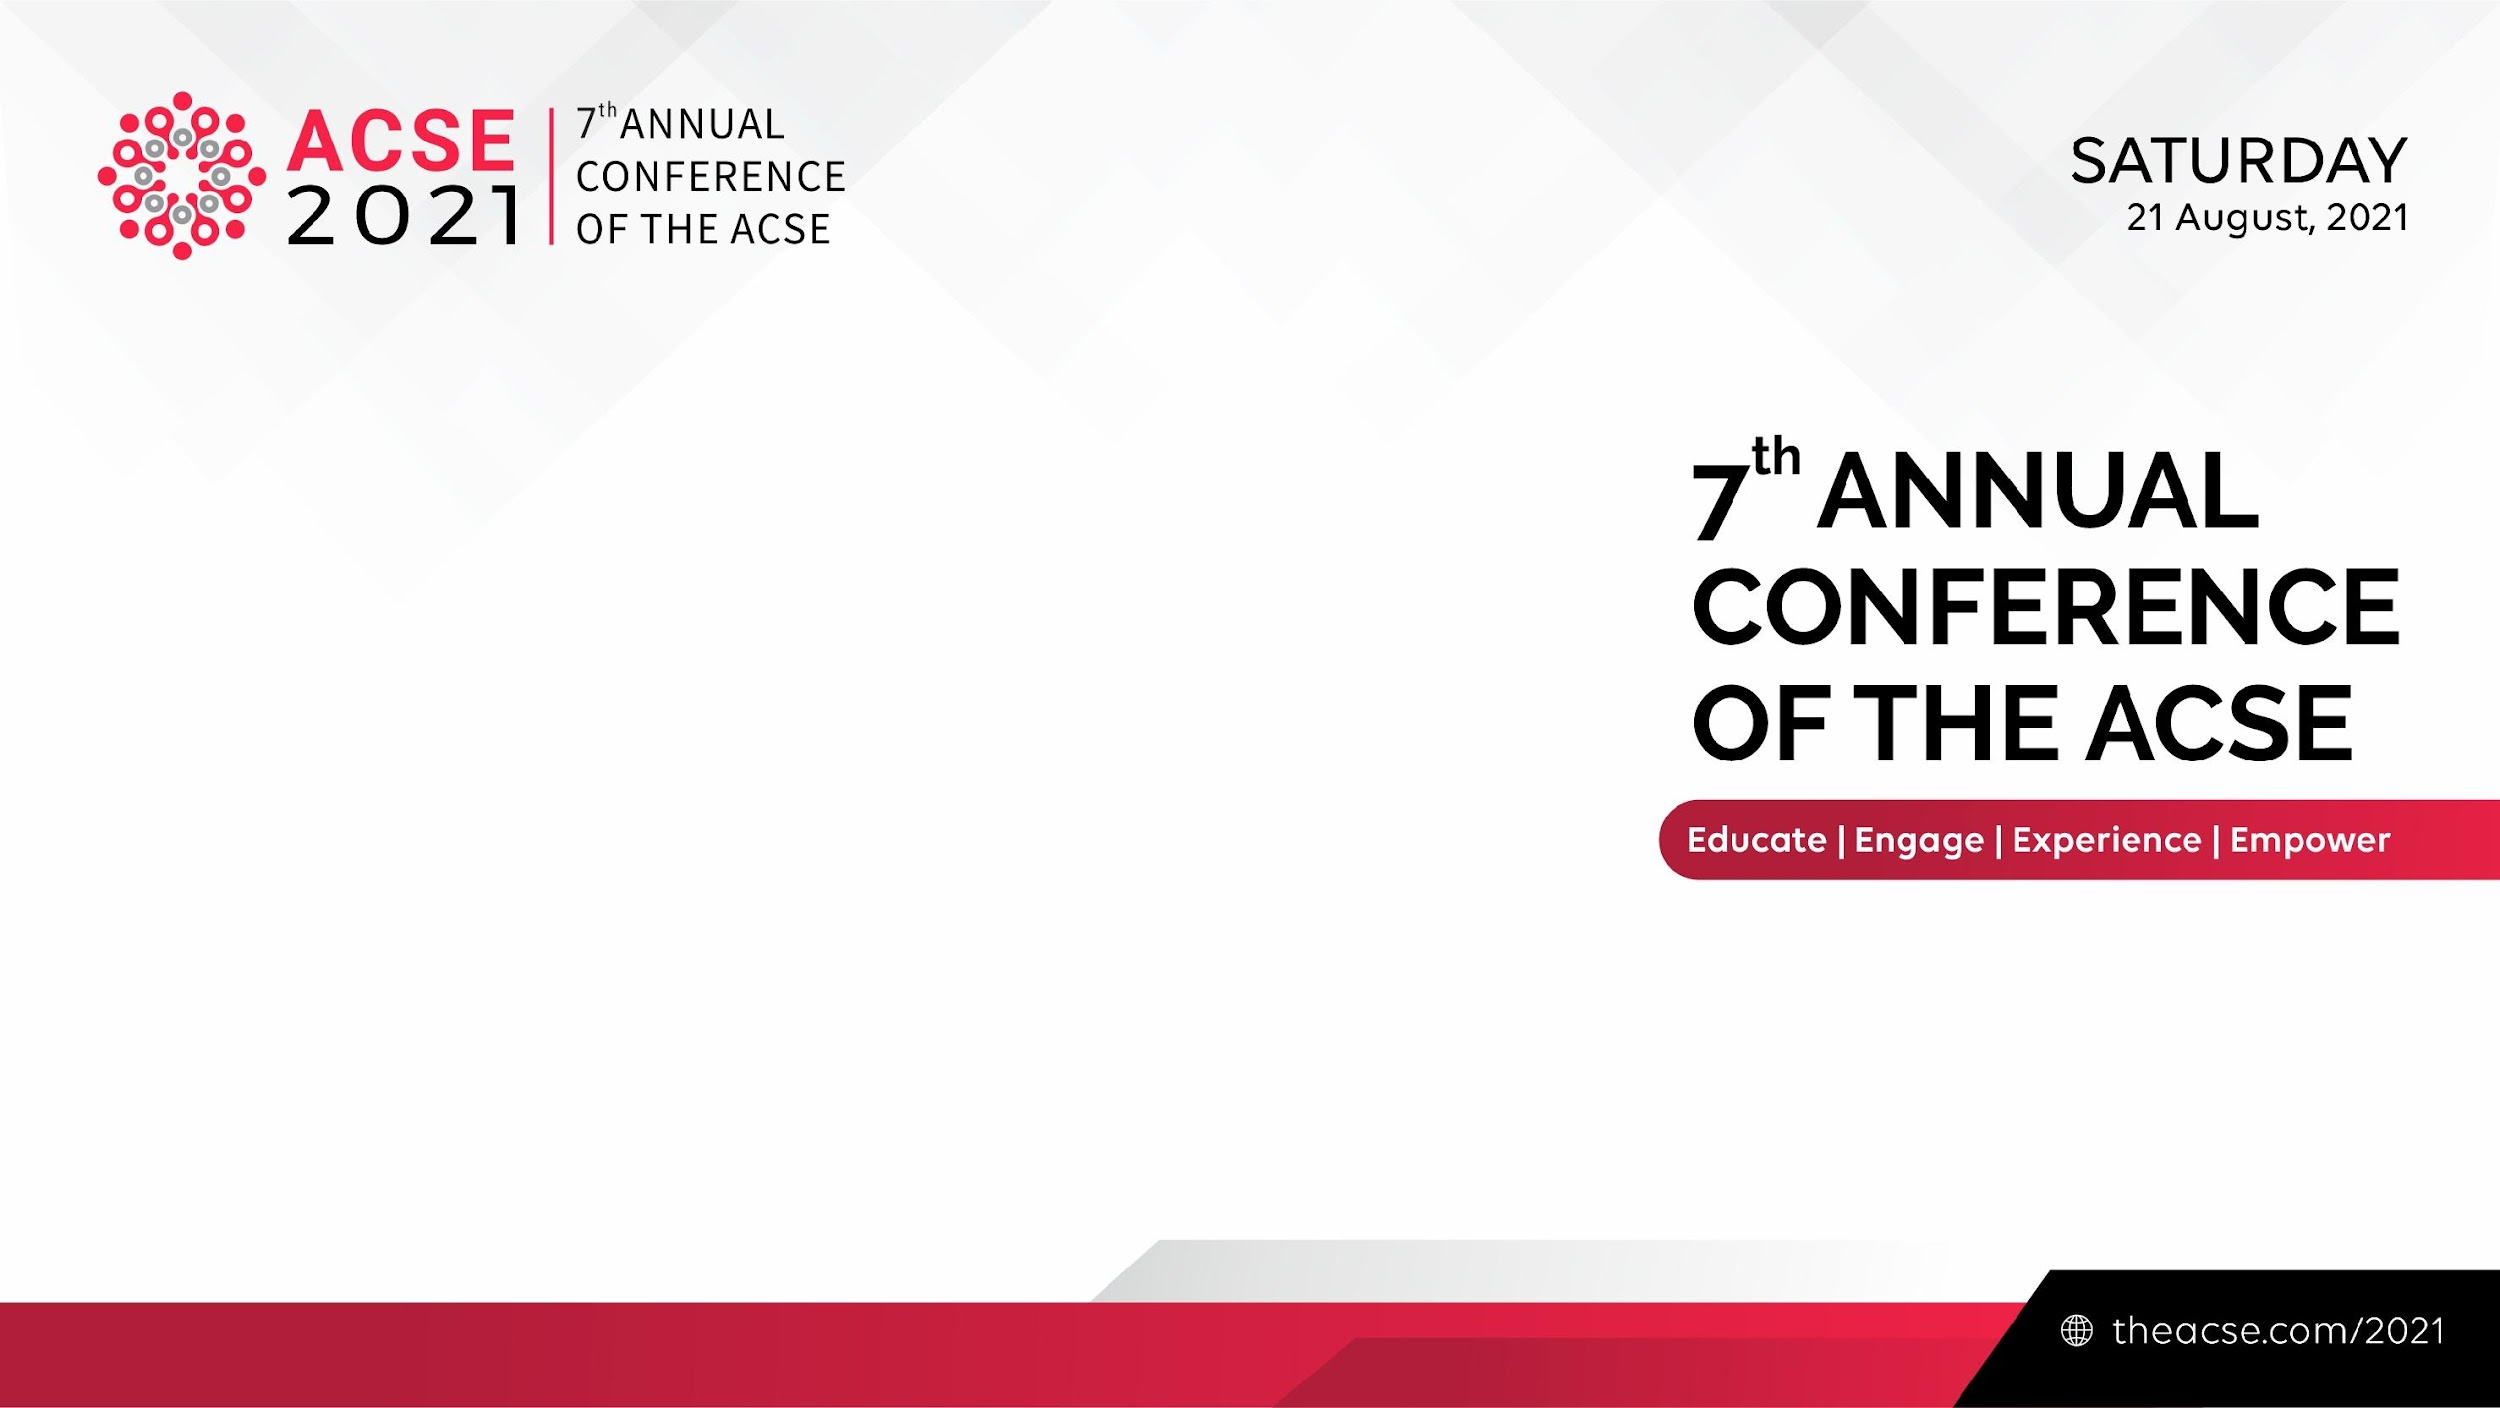 ACSE
2021
7th ANNUAL
CONFERENCE
OF THE ACSE
SATURDAY
21 August, 2021
7th ANNUAL
CONFERENCE
OF THE ACSE
Educate | Engage | Experience | Empower
theacse.com/2021